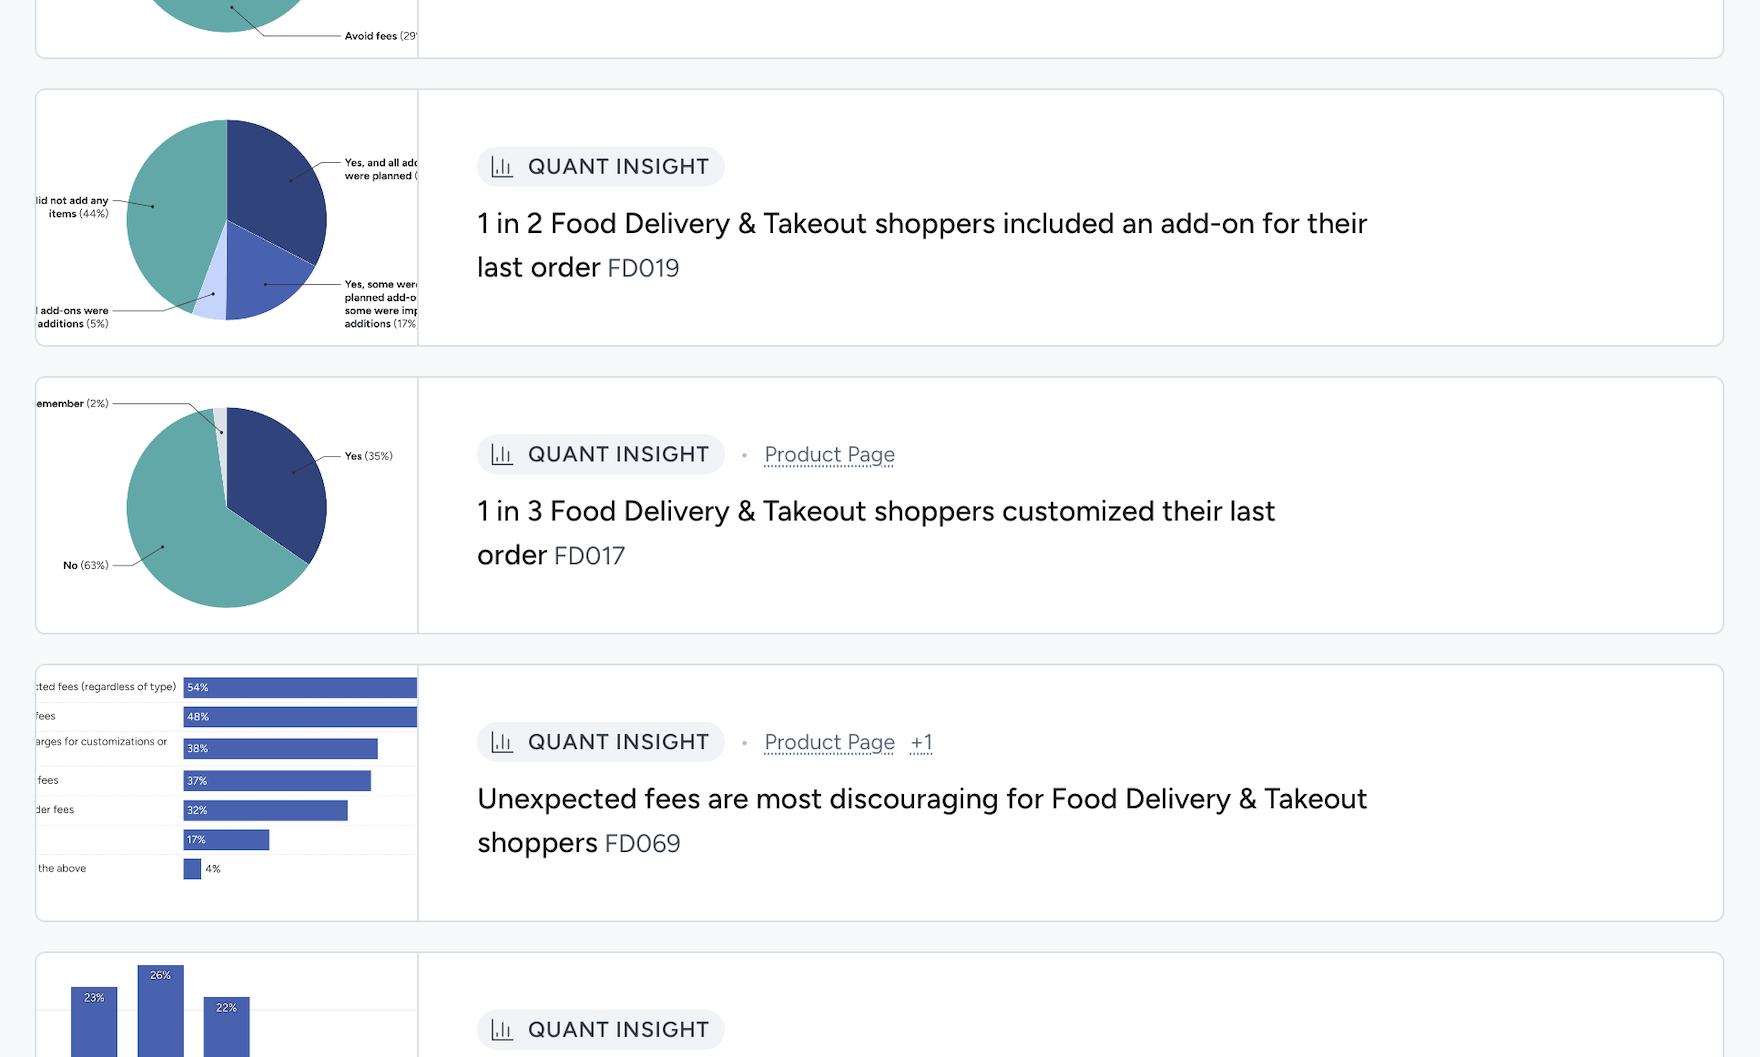 Avoid fees (29
Yes, and all add
were planned (
did not add any
items (44%)
Yes, some were
planned add-o
some were imp
additions (17%
add-ons were
additions (5%)
QUANT INSIGHT
1 in 2 Food Delivery & Takeout shoppers included an add-on for their
last order FD019
emember (2%)
Yes (35%)
No (63%)
QUANT INSIGHT • Product Page
1 in 3 Food Delivery & Takeout shoppers customized their last
order FD017
cted fees (regardless of type) 54%
fees 48%
arges for customizations or
38%
fees 37%
der fees 32%
17%
the above 4%
QUANT INSIGHT • Product Page +1
Unexpected fees are most discouraging for Food Delivery & Takeout
shoppers FD069
23% 26% 22%
QUANT INSIGHT